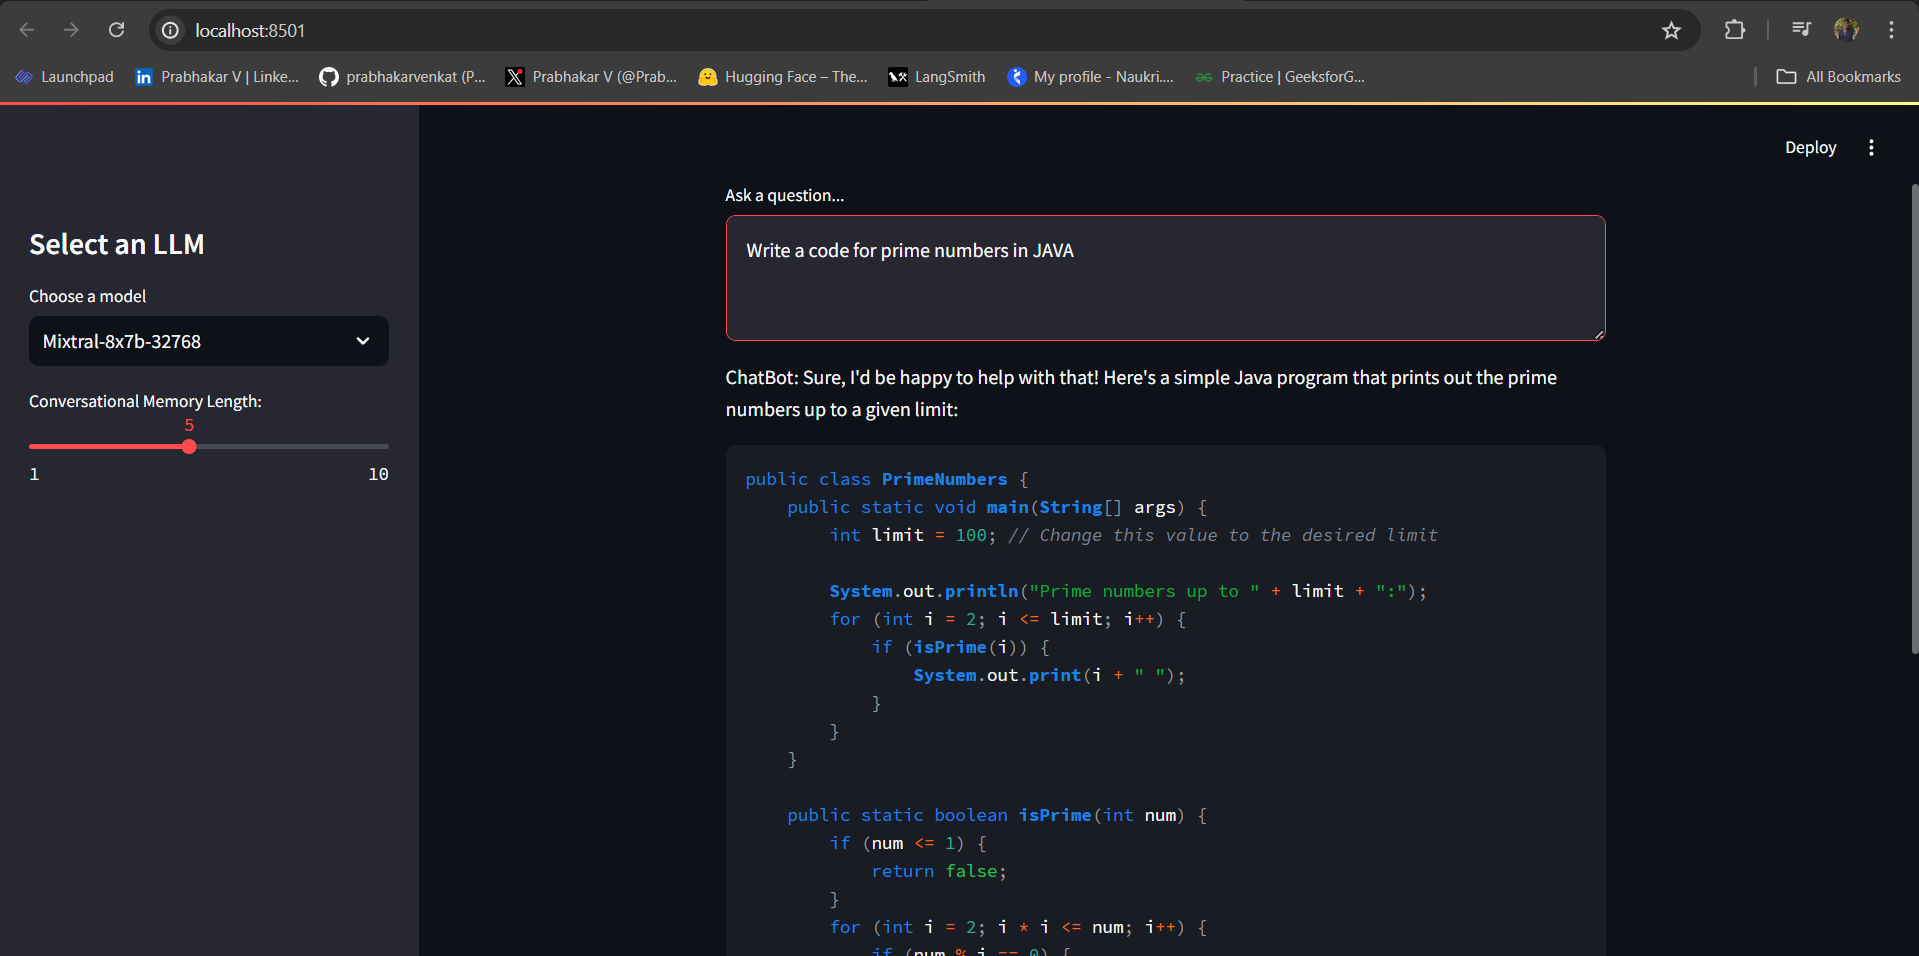 localhost:8501
Launchpad
Prabhakar V | Linke...
prabhakarvenkat (P...
Prabhakar V (@Prab...
Hugging Face – The...
LangSmith
My profile - Naukri....
Practice | GeeksforG...
All Bookmarks
Deploy
Select an LLM
Choose a model
Mixtral-8x7b-32768
Conversational Memory Length:
5
1 10
Ask a question...
Write a code for prime numbers in JAVA
ChatBot: Sure, I'd be happy to help with that! Here's a simple Java program that prints out the prime
numbers up to a given limit:
public class PrimeNumbers {
    public static void main(String[] args) {
        int limit = 100; // Change this value to the desired limit

        System.out.println("Prime numbers up to " + limit + ":");
        for (int i = 2; i <= limit; i++) {
            if (isPrime(i)) {
                System.out.print(i + " ");
            }
        }
    }

    public static boolean isPrime(int num) {
        if (num <= 1) {
            return false;
        }
        for (int i = 2; i * i <= num; i++) {
            if (num % i == 0) {